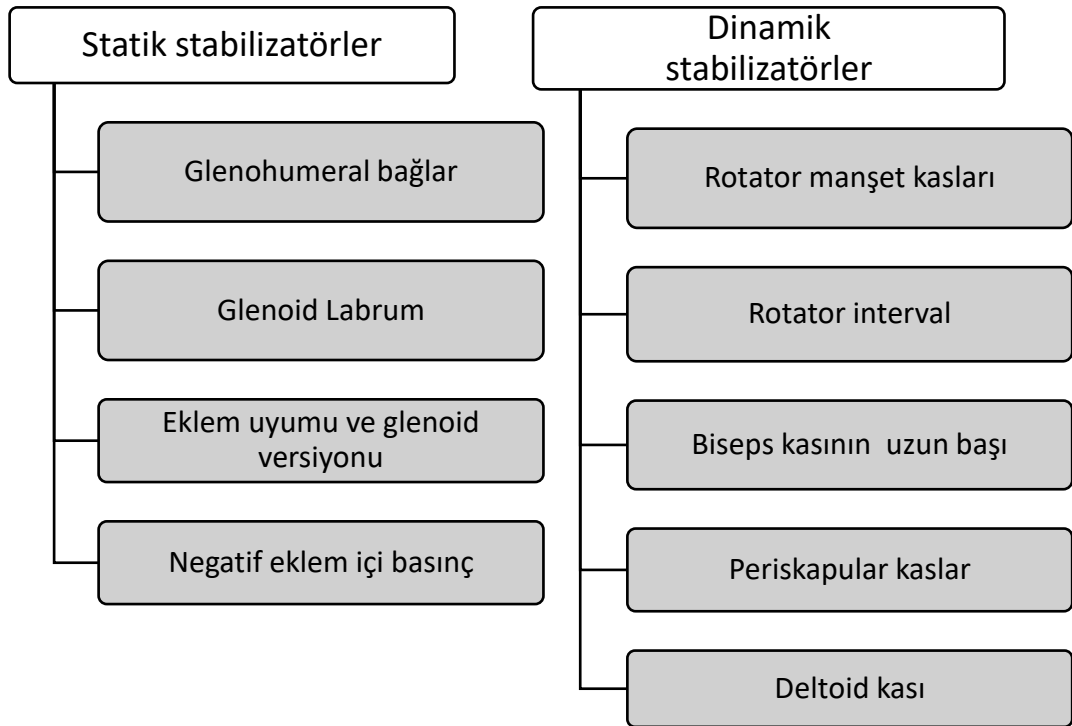 Statik stabilizatörler
Glenohumeral bağlar
Glenoid Labrum
Eklem uyumu ve glenoid
versiyonu
Negatif eklem içi basınç
Dinamik
stabilizatörler
Rotator manşet kasları
Rotator interval
Biseps kasının uzun başı
Periskapular kaslar
Deltoid kası